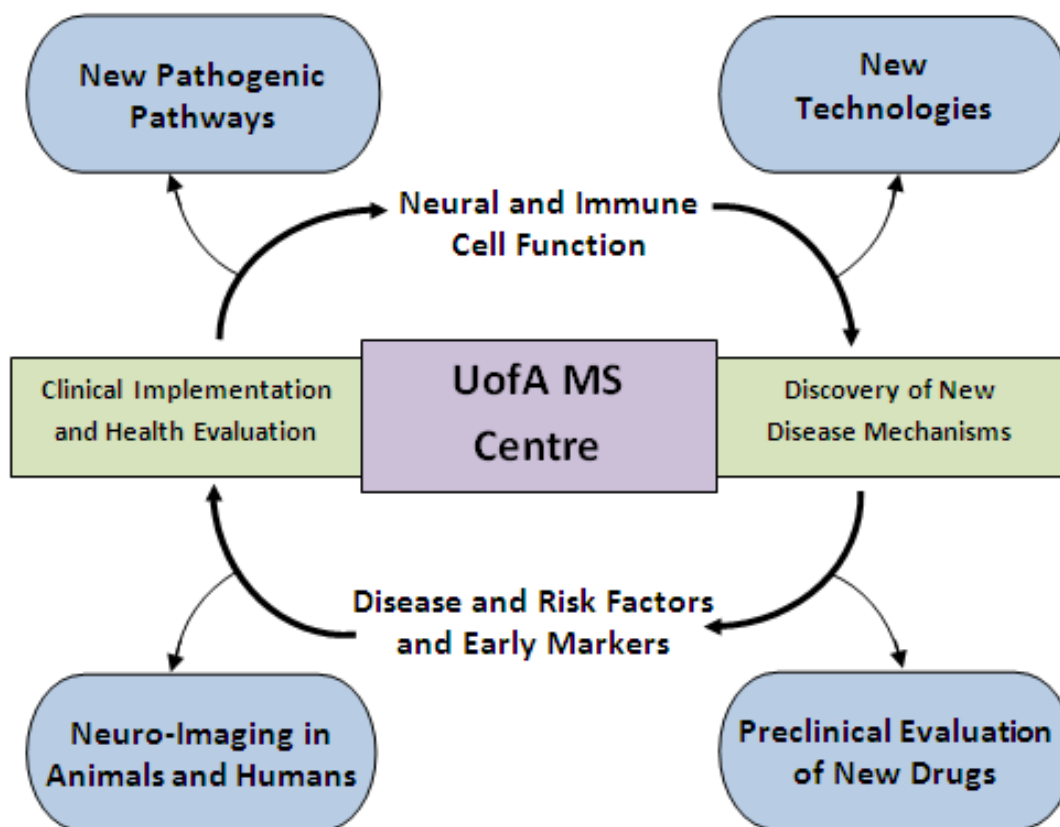 New Pathogenic
Pathways
New
Technologies
Neural and Immune
Cell Function
Clinical Implementation
and Health Evaluation
UofA MS
Centre
Discovery of New
Disease Mechanisms
Disease and Risk Factors
and Early Markers
Neuro-Imaging in
Animals and Humans
Preclinical Evaluation
of New Drugs